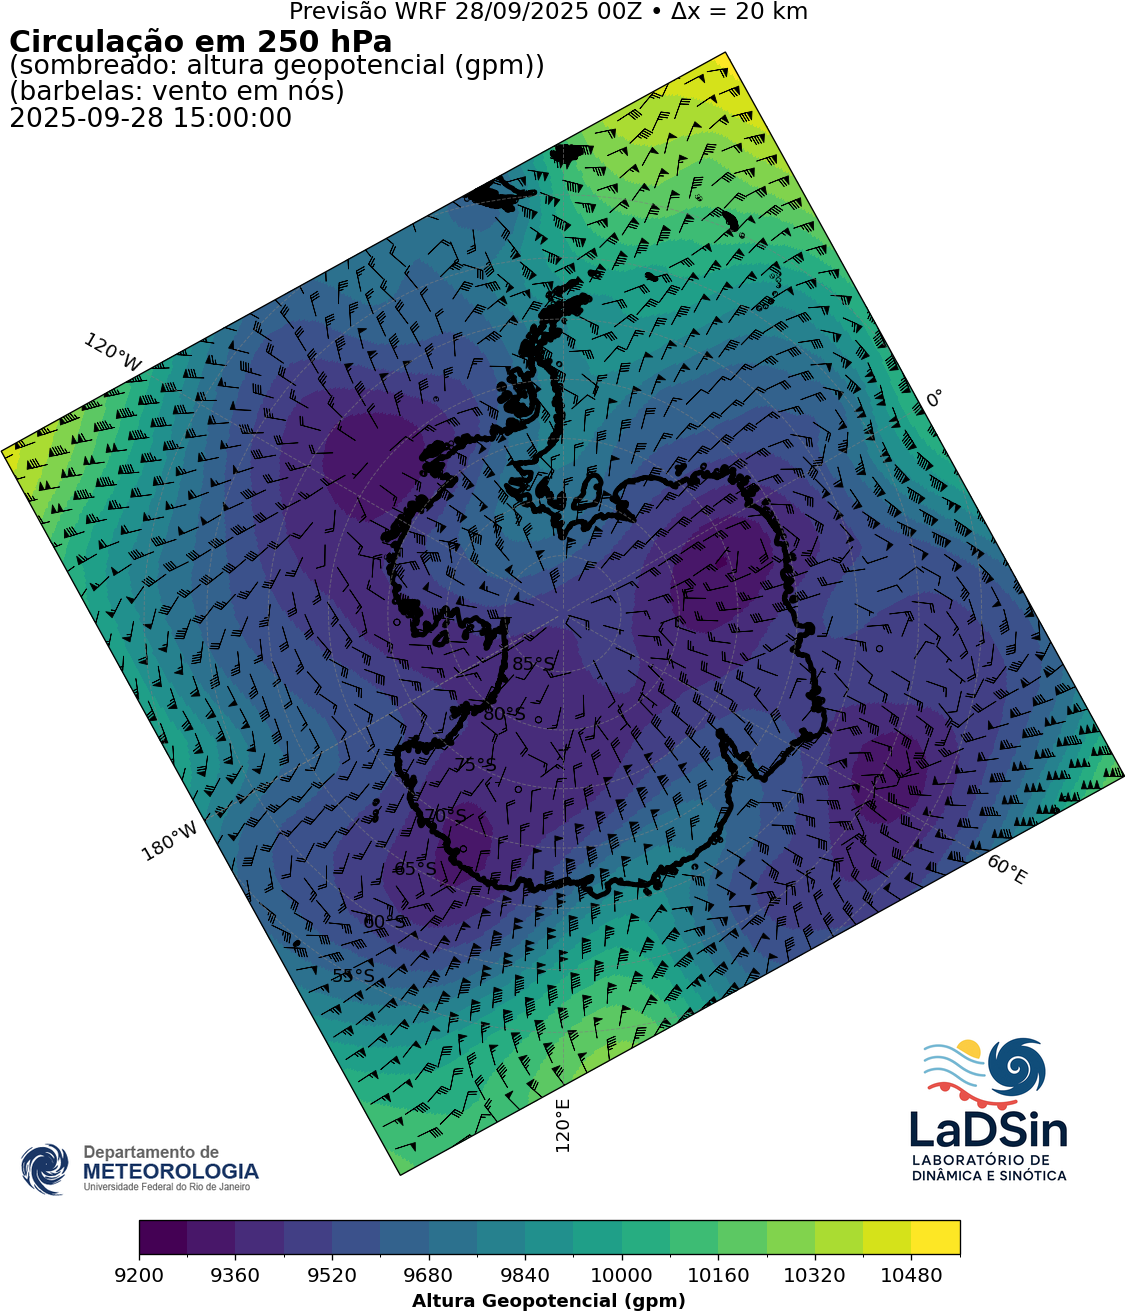 Previsão WRF 28/09/2025 00Z • Δx = 20 km
Circulação em 250 hPa
(sombreado: altura geopotencial (gpm))
(barbelas: vento em nós)
2025-09-28 15:00:00
120°W
0°
85°S
80°S
75°S
70°S
65°S
60°S
55°S
180°W
60°E
120°E
Departamento de
METEOROLOGIA
Universidade Federal do Rio de Janeiro
LaDSin
LABORATÓRIO DE
DINÂMICA E SINÓTICA
9200 9360 9520 9680 9840 10000 10160 10320 10480
Altura Geopotencial (gpm)